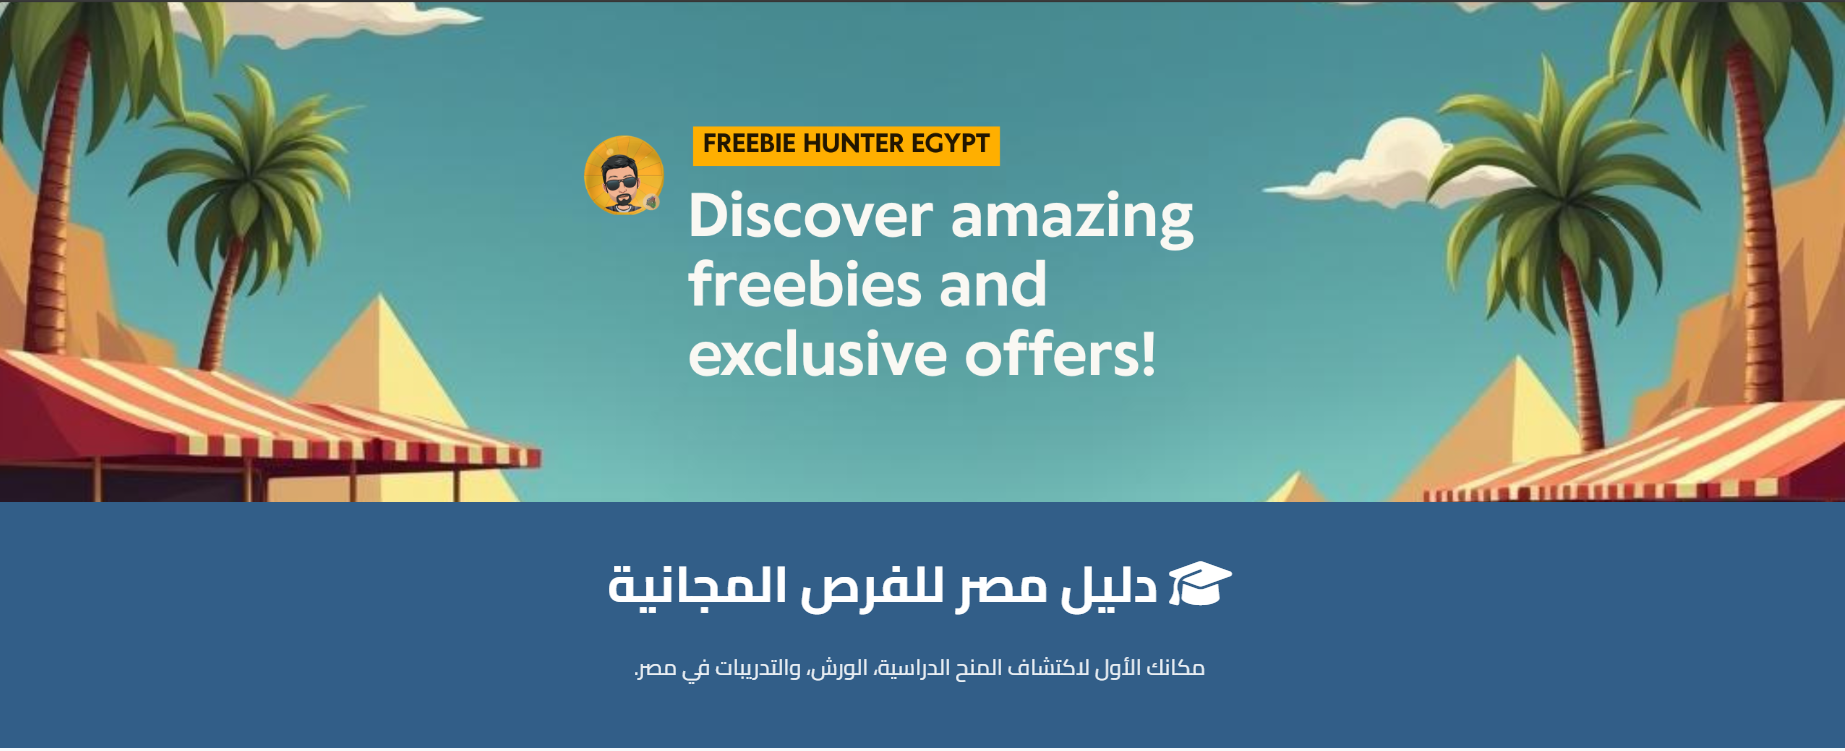 FREEBIE HUNTER EGYPT
Discover amazing
freebies and
exclusive offers!
دليل مصر للفرص المجانية
مكانك الأول لاكتشاف المنح الدراسية، الورش، والتدريبات في مصر.